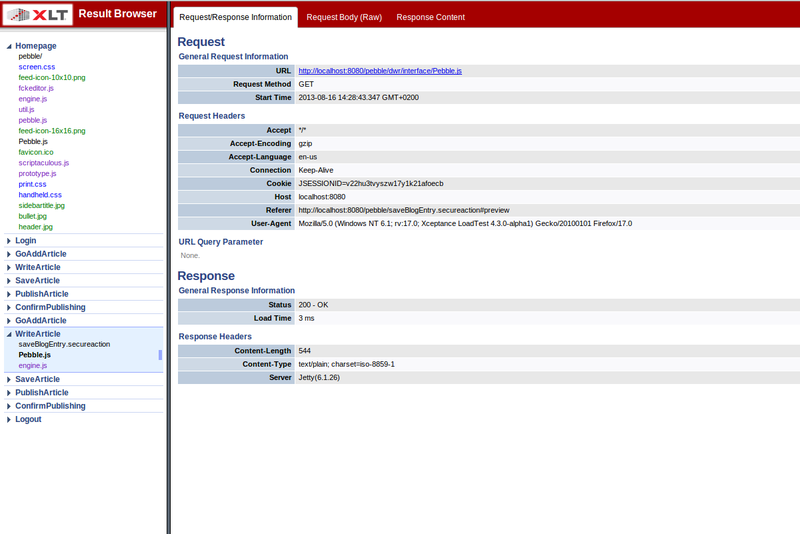 XLT Result Browser
Request/Response Information Request Body (Raw) Response Content
Homepage
pebble/
screen.css
feed-icon-10x10.png
fckeditor.js
engine.js
util.js
pebble.js
feed-icon-16x16.png
Pebble.js
favicon.ico
scriptaculous.js
prototype.js
print.css
handheld.css
sidebartitle.jpg
bullet.jpg
header.jpg
Login
GoAddArticle
WriteArticle
SaveArticle
PublishArticle
ConfirmPublishing
GoAddArticle
WriteArticle
saveBlogEntry.secureaction
Pebble.js
engine.js
SaveArticle
PublishArticle
ConfirmPublishing
Logout
Request
General Request Information
URL http://localhost:8080/pebble/dwr/interface/Pebble.js
Request Method GET
Start Time 2013-08-16 14:28:43.347 GMT+0200
Request Headers
Accept */*
Accept-Encoding gzip
Accept-Language en-us
Connection Keep-Alive
Cookie JSESSIONID=v22hu3tvyszw17y1k21afoecb
Host localhost:8080
Referer http://localhost:8080/pebble/saveBlogEntry.secureaction#preview
User-Agent Mozilla/5.0 (Windows NT 6.1; rv:17.0; Xceptance LoadTest 4.3.0-alpha1) Gecko/20100101 Firefox/17.0
URL Query Parameter
None.
Response
General Response Information
Status 200 - OK
Load Time 3 ms
Response Headers
Content-Length 544
Content-Type text/plain; charset=iso-8859-1
Server Jetty(6.1.26)